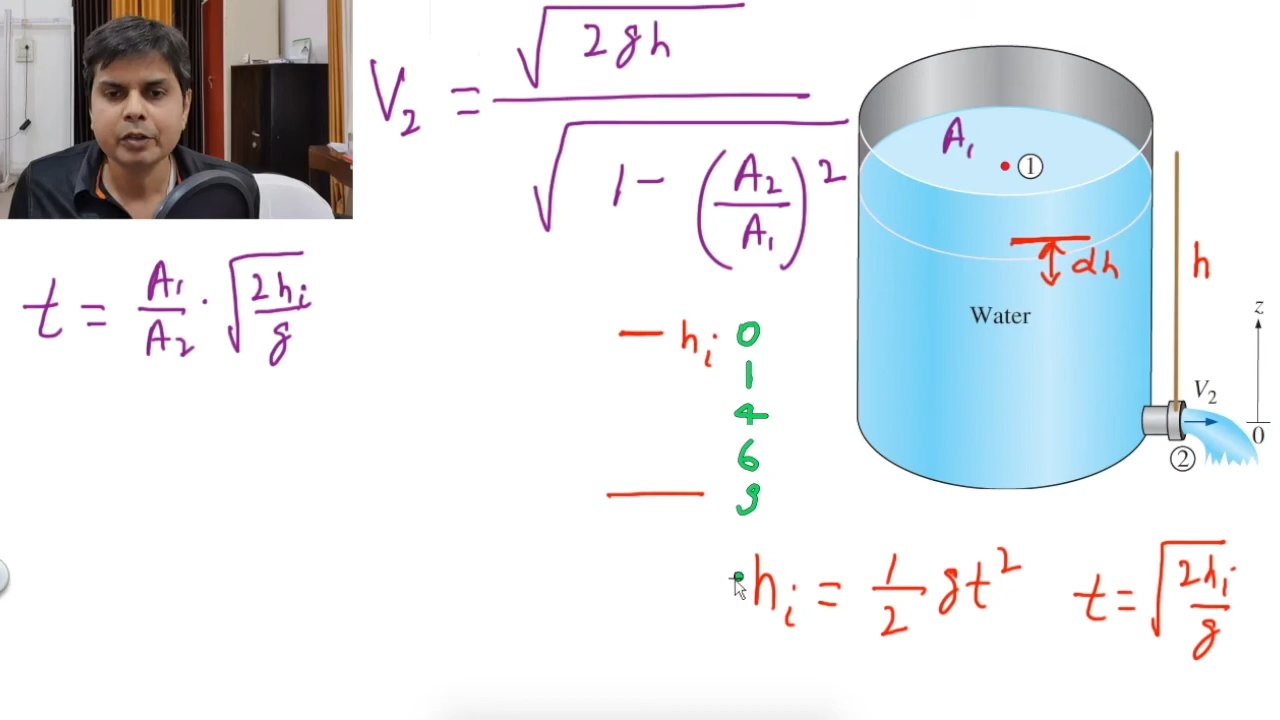 V₂ = √(2gh) / √(1 - (A₂/A₁)²)
A₁
①
dh
h
Water
z
V₂
0
②
t = A₁/A₂ · √(2hᵢ/g)
hᵢ 0
1
4
6
9
hᵢ = 1/2 gt² t = √(2hᵢ/g)